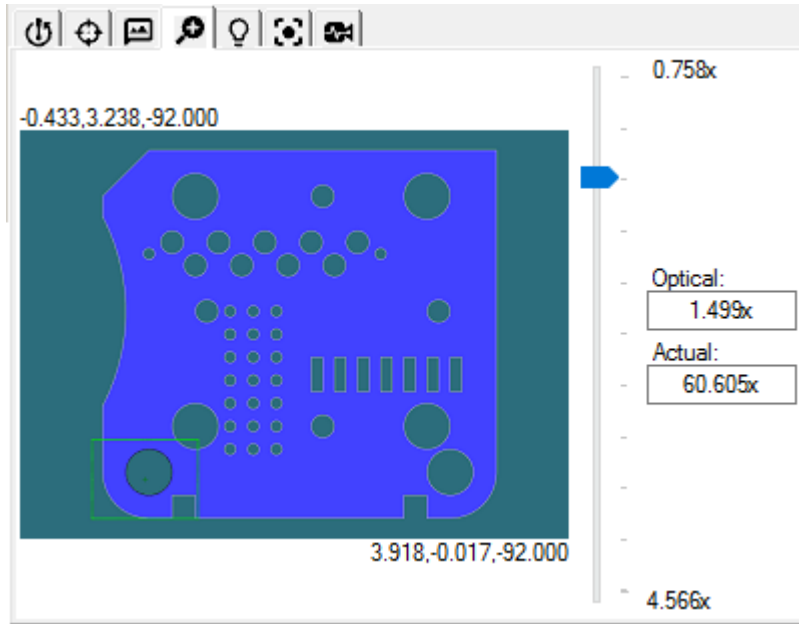 0.758x
-0.433,3.238,-92.000
Optical:
1.499x
Actual:
60.605x
3.918,-0.017,-92.000
4.566x